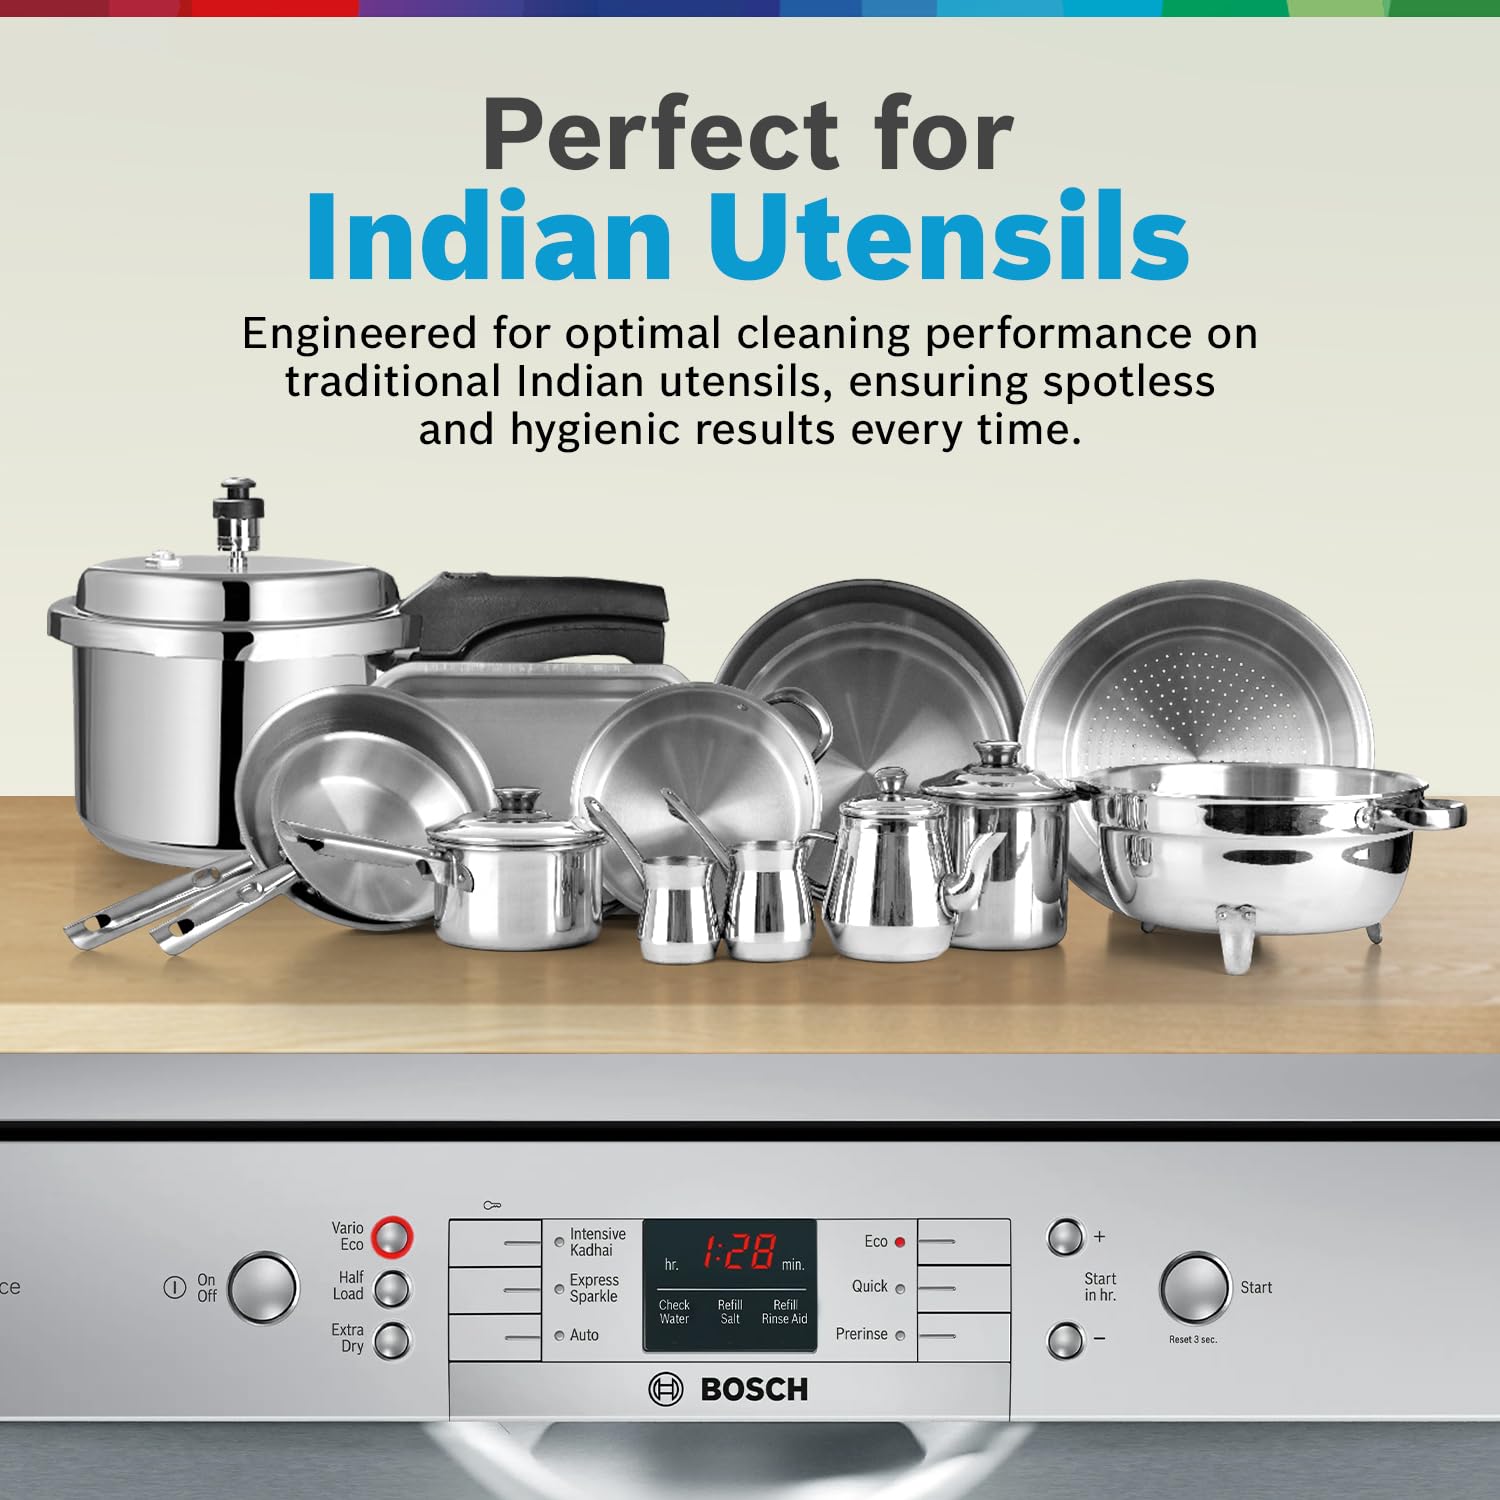 Perfect for
Indian Utensils
Engineered for optimal cleaning performance on
traditional Indian utensils, ensuring spotless
and hygienic results every time.
ce
On
Off
Vario
Eco
Half
Load
Extra
Dry
Intensive
Kadhai
Express
Sparkle
Auto
hr. 1:28 min.
Check
Water
Refill
Salt
Refill
Rinse Aid
Eco
Quick
Prerinse
+
Start
in hr.
−
Start
Reset 3 sec.
BOSCH